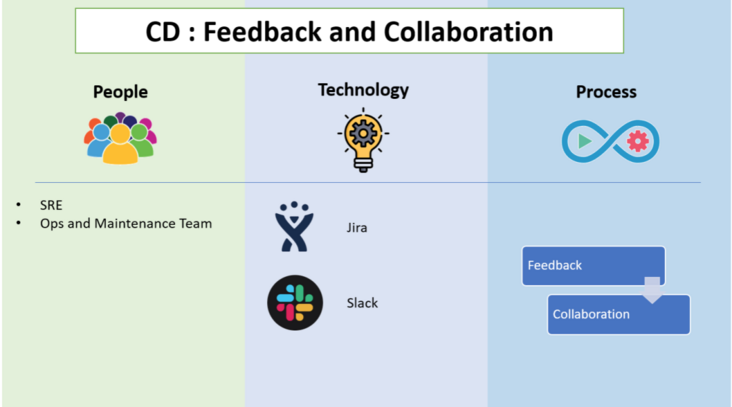 CD : Feedback and Collaboration
People
Technology
Process
• SRE
• Ops and Maintenance Team
Jira
Slack
Feedback
Collaboration